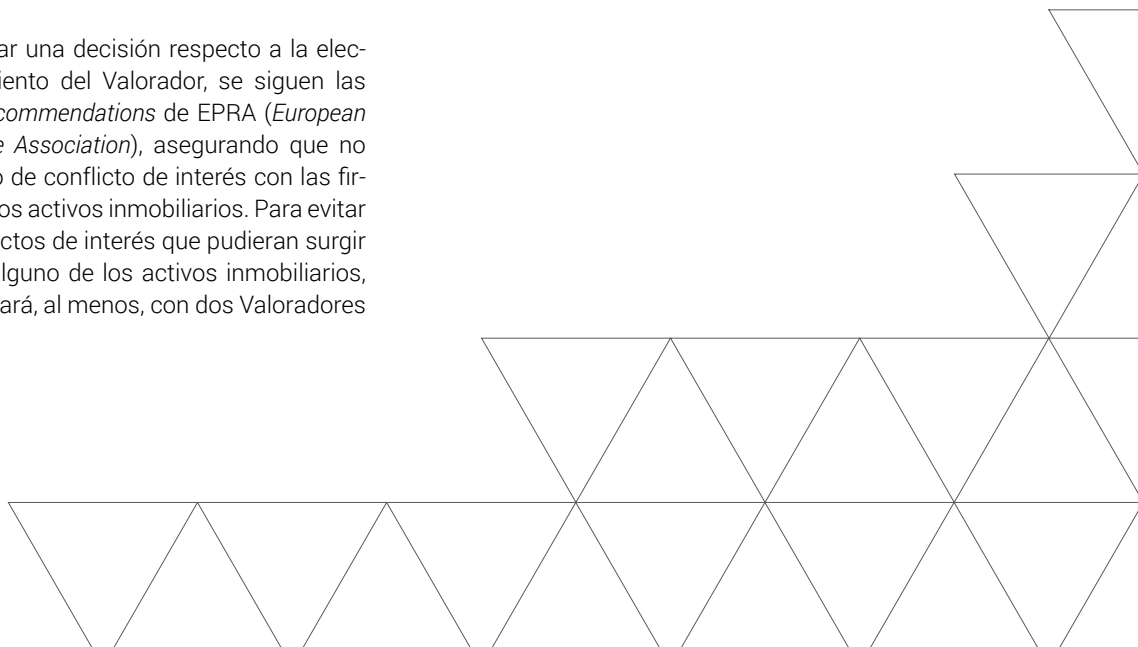 ar una decisión respecto a la elec-
iento del Valorador, se siguen las
commendations de EPRA (European
e Association), asegurando que no
o de conflicto de interés con las fir-
os activos inmobiliarios. Para evitar
ctos de interés que pudieran surgir
lguno de los activos inmobiliarios,
ará, al menos, con dos Valoradores